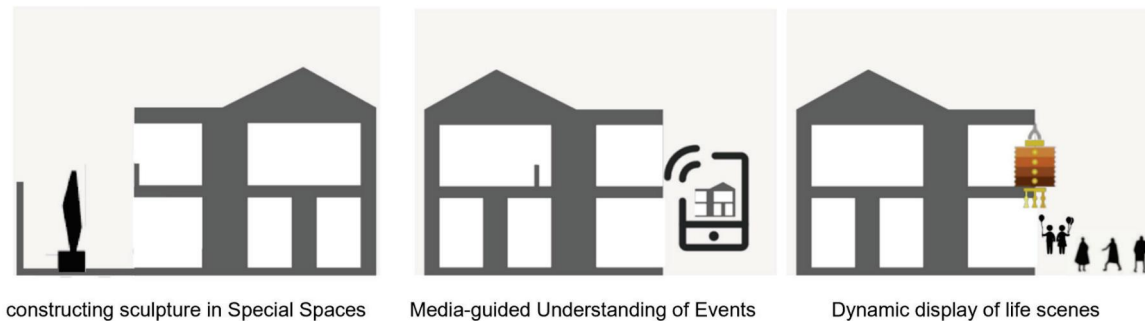 constructing sculpture in Special Spaces
Media-guided Understanding of Events
Dynamic display of life scenes